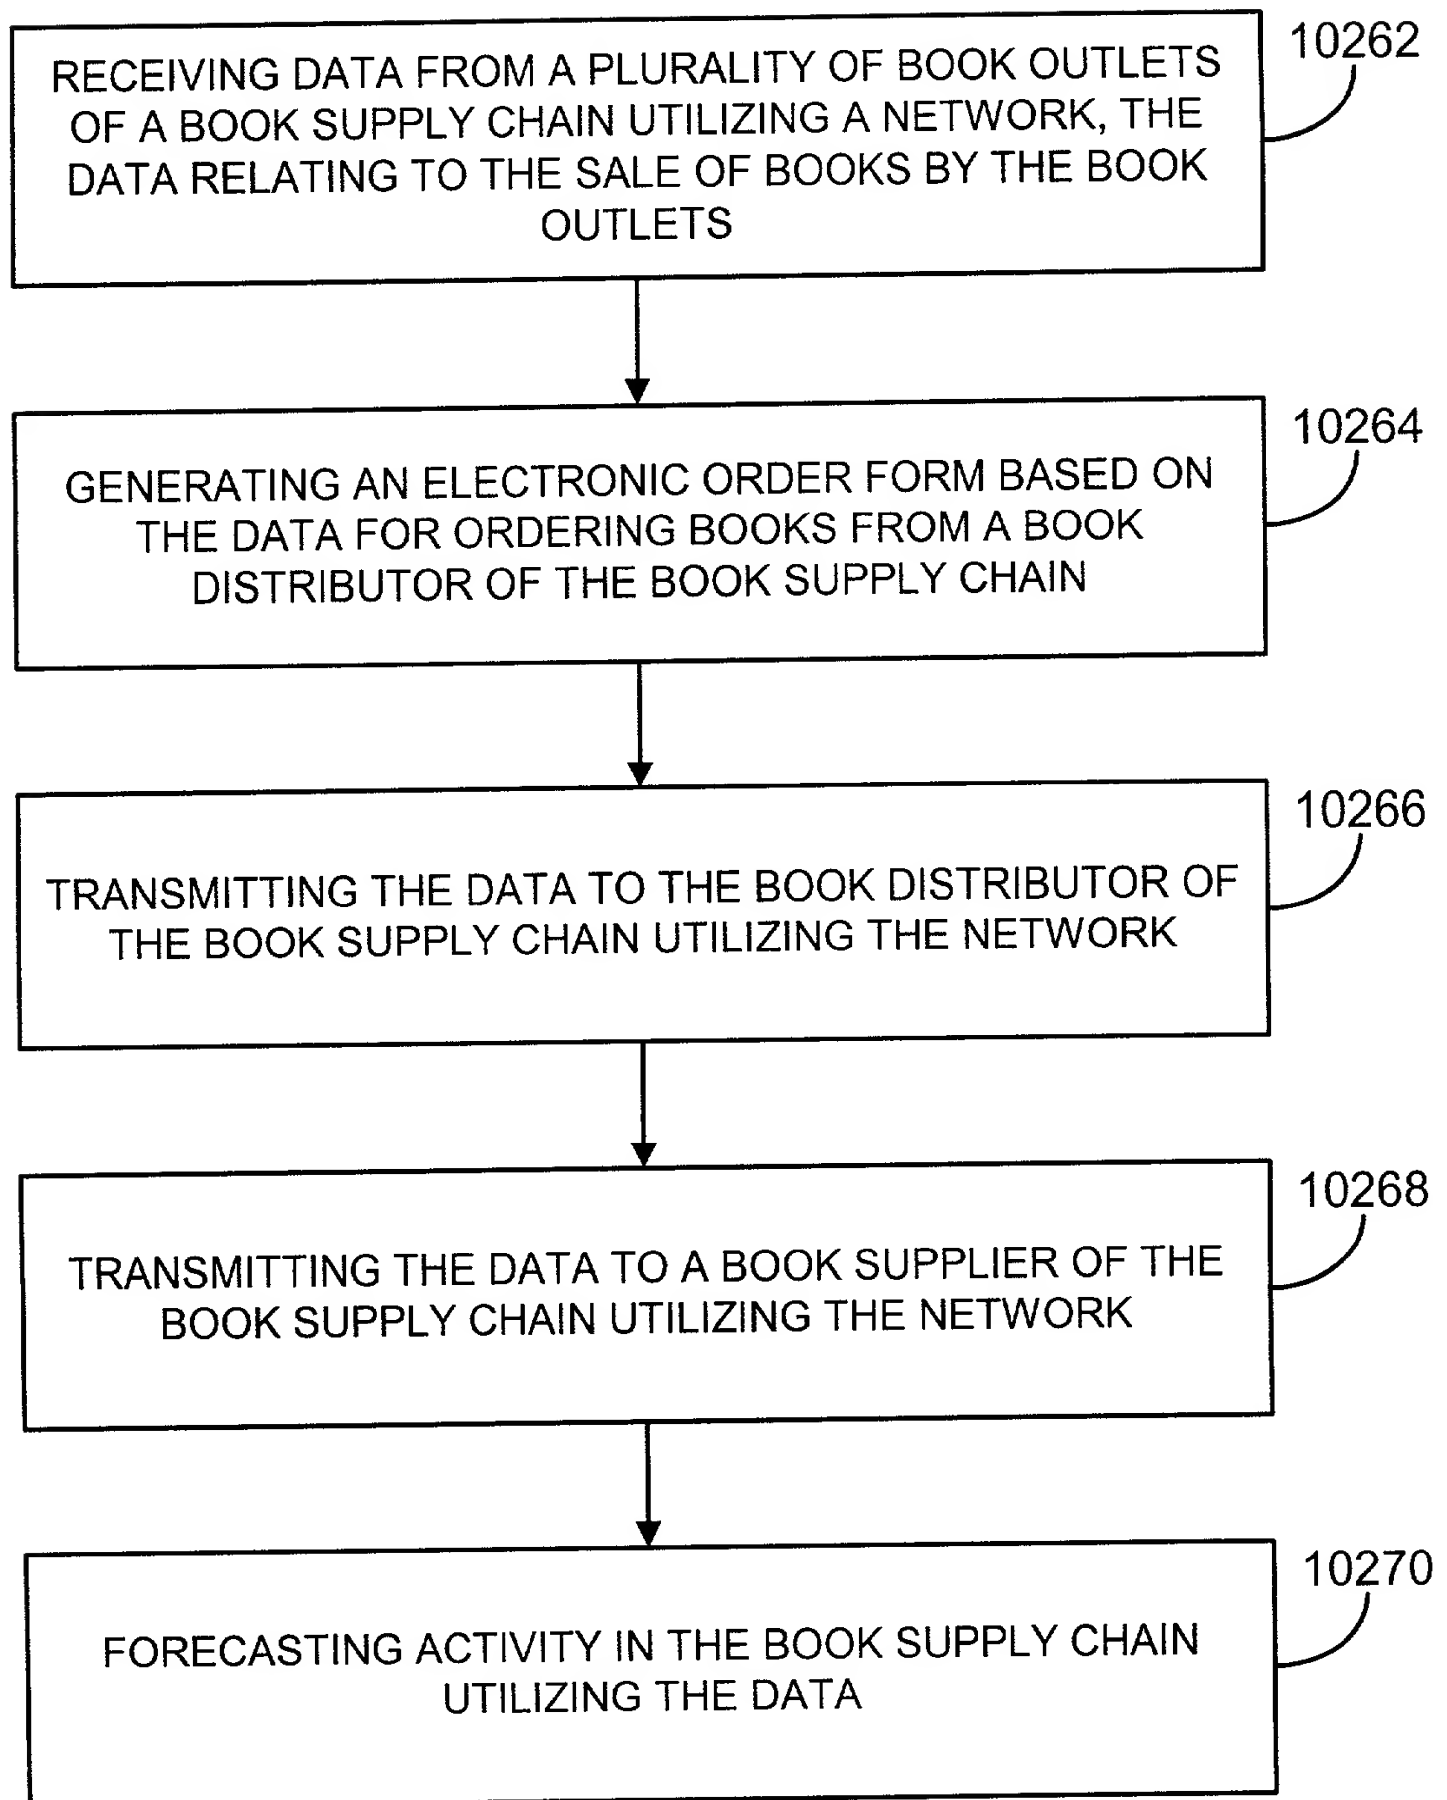 10262
RECEIVING DATA FROM A PLURALITY OF BOOK OUTLETS
OF A BOOK SUPPLY CHAIN UTILIZING A NETWORK, THE
DATA RELATING TO THE SALE OF BOOKS BY THE BOOK
OUTLETS
10264
GENERATING AN ELECTRONIC ORDER FORM BASED ON
THE DATA FOR ORDERING BOOKS FROM A BOOK
DISTRIBUTOR OF THE BOOK SUPPLY CHAIN
10266
TRANSMITTING THE DATA TO THE BOOK DISTRIBUTOR OF
THE BOOK SUPPLY CHAIN UTILIZING THE NETWORK
10268
TRANSMITTING THE DATA TO A BOOK SUPPLIER OF THE
BOOK SUPPLY CHAIN UTILIZING THE NETWORK
10270
FORECASTING ACTIVITY IN THE BOOK SUPPLY CHAIN
UTILIZING THE DATA